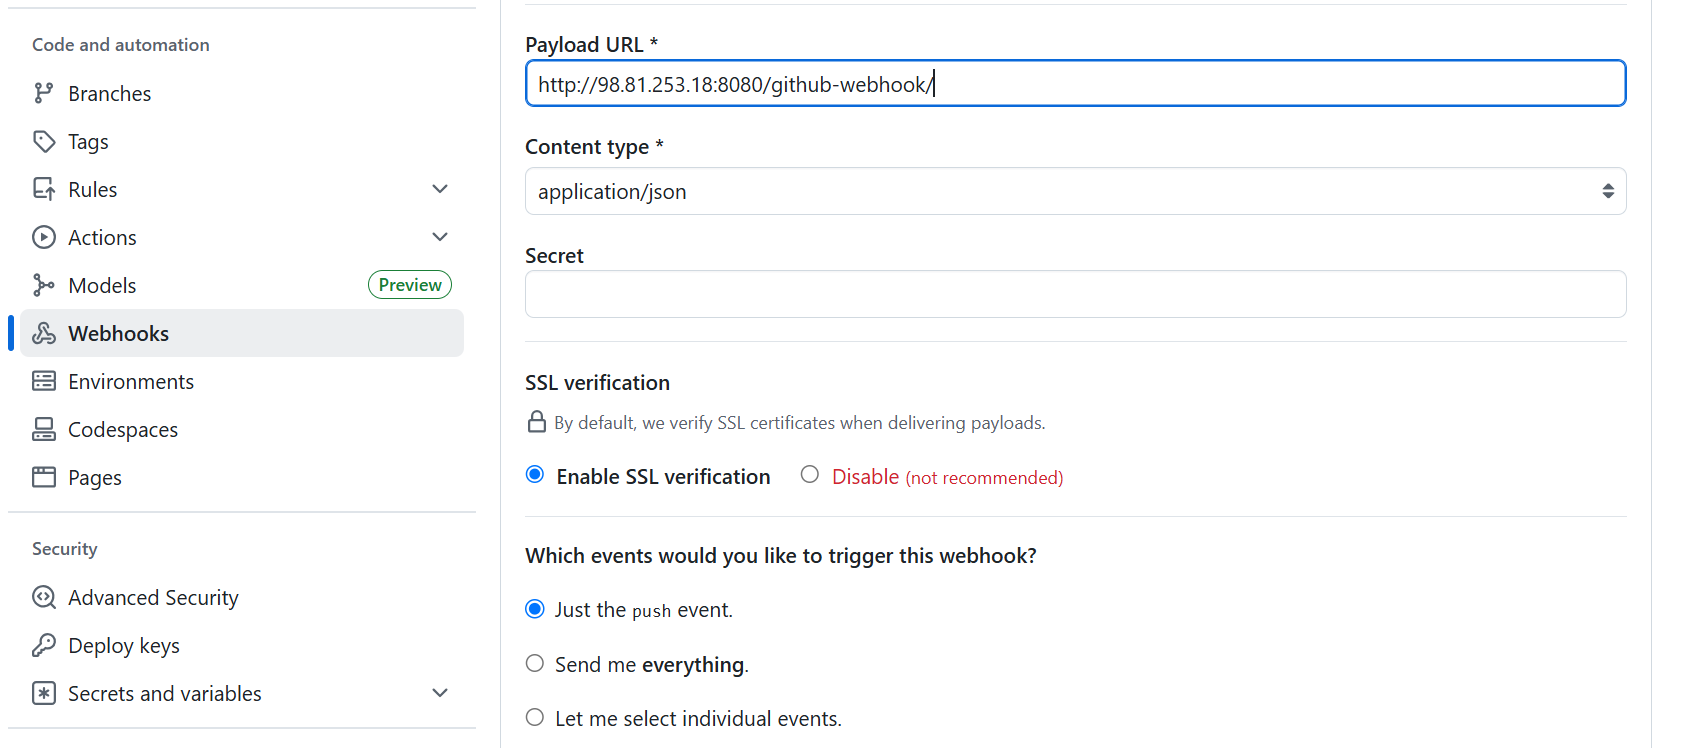 Code and automation
Branches
Tags
Rules
Actions
Models
Preview
Webhooks
Environments
Codespaces
Pages
Security
Advanced Security
Deploy keys
Secrets and variables
Payload URL *
http://98.81.253.18:8080/github-webhook/
Content type *
application/json
Secret
SSL verification
By default, we verify SSL certificates when delivering payloads.
Enable SSL verification
Disable (not recommended)
Which events would you like to trigger this webhook?
Just the push event.
Send me everything.
Let me select individual events.